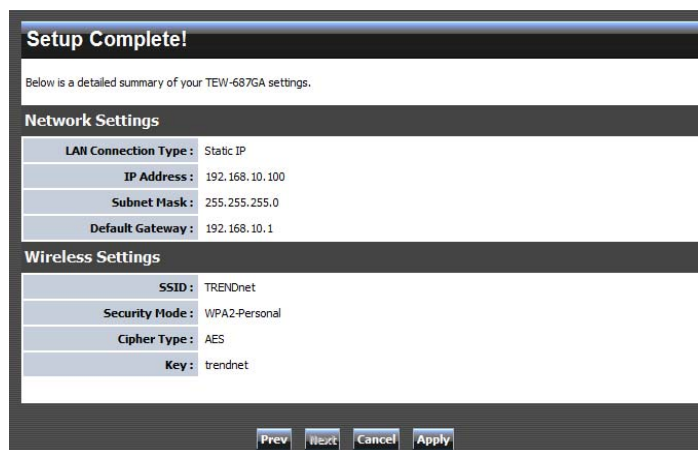 Setup Complete!
Below is a detailed summary of your TEW-687GA settings.
Network Settings
LAN Connection Type : Static IP
IP Address : 192.168.10.100
Subnet Mask : 255.255.255.0
Default Gateway : 192.168.10.1
Wireless Settings
SSID : TRENDnet
Security Mode : WPA2-Personal
Cipher Type : AES
Key : trendnet
Prev Next Cancel Apply